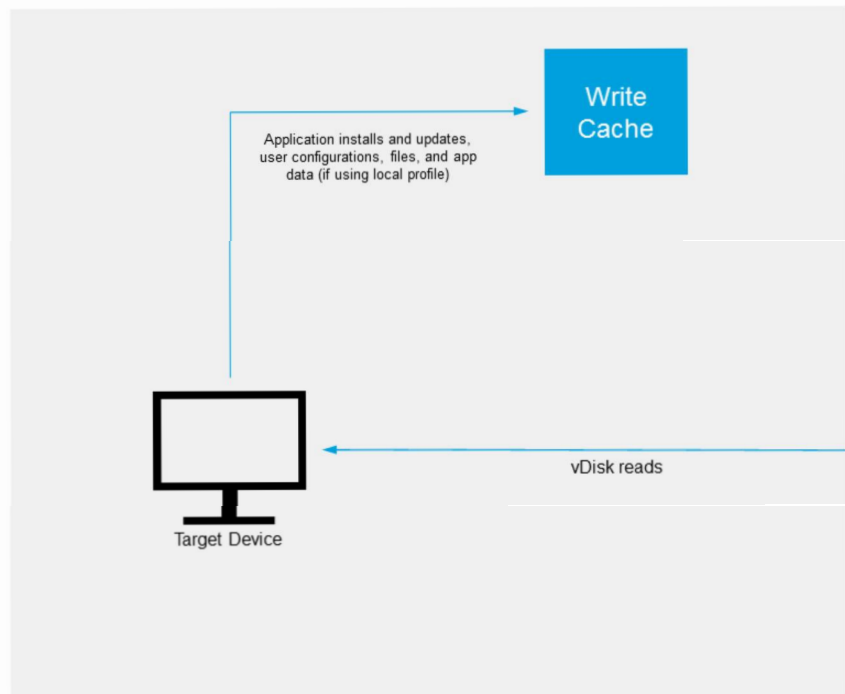 Write
Cache
Application installs and updates,
user configurations, files, and app
data (if using local profile)
vDisk reads
Target Device